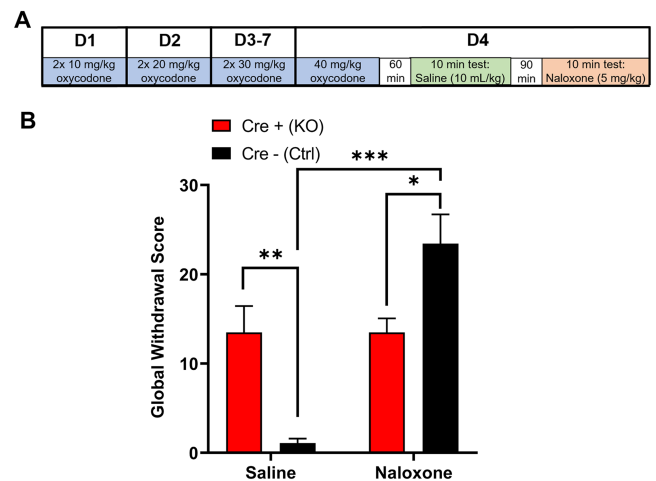 A
D1 D2 D3-7 D4
2x 10 mg/kg 2x 20 mg/kg 2x 30 mg/kg 40 mg/kg 60 10 min test: 90 10 min test:
oxycodone oxycodone oxycodone oxycodone min Saline (10 mL/kg) min Naloxone (5 mg/kg)
B
Cre + (KO)
Cre - (Ctrl)
***
*
**
Global Withdrawal Score
30
20
10
0
Saline Naloxone